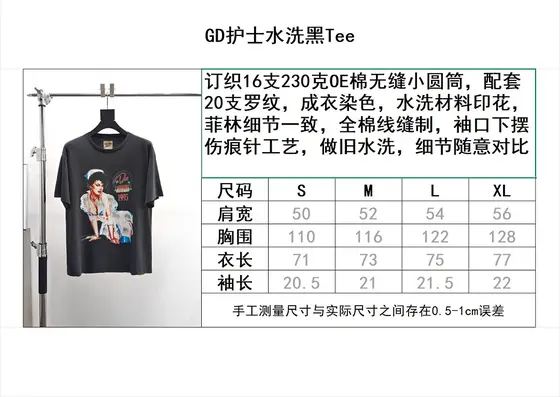 GD护士水洗黑Tee
订织16支230克OE棉无缝小圆筒，配套
20支罗纹，成衣染色，水洗材料印花，
菲林细节一致，全棉线缝制，袖口下摆
伤痕针工艺，做旧水洗，细节随意对比
尺码 S M L XL
肩宽 50 52 54 56
胸围 110 116 122 128
衣长 71 73 75 77
袖长 20.5 21 21.5 22
手工测量尺寸与实际尺寸之间存在0.5-1cm误差
1995